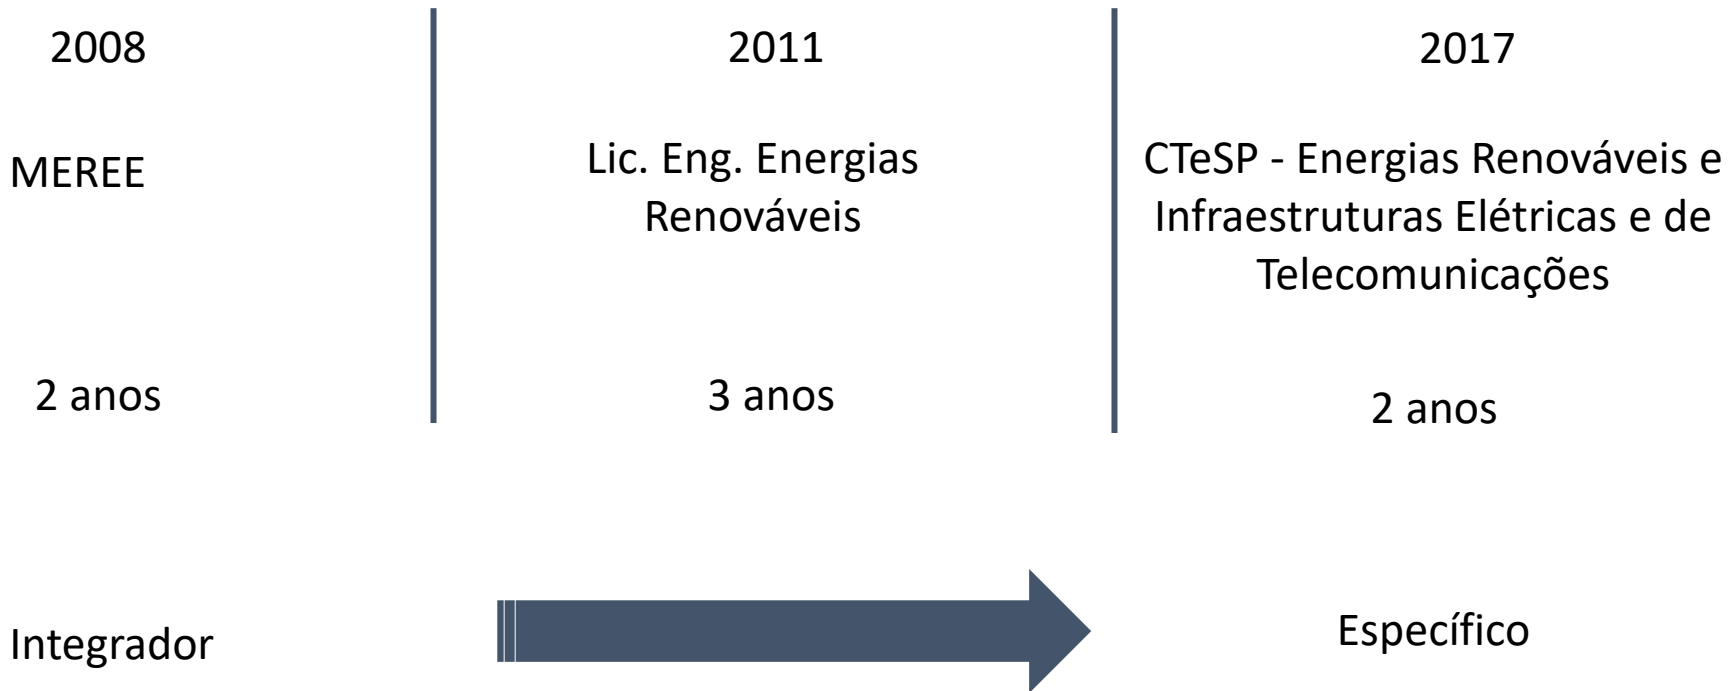 2008
MEREE
2 anos
2011
Lic. Eng. Energias
Renováveis
3 anos
2017
CTeSP - Energias Renováveis e
Infraestruturas Elétricas e de
Telecomunicações
2 anos
Integrador
Específico